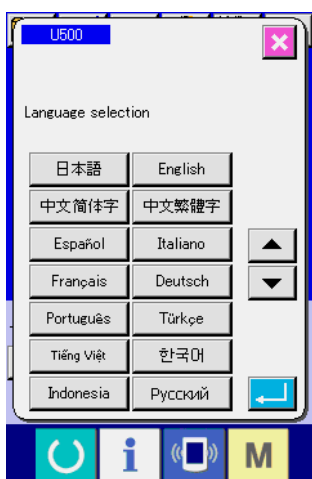 U500
Language selection
日本語 English
中文简体字 中文繁體字
Español Italiano
Français Deutsch
Português Türkçe
Tiếng Việt 한국어
Indonesia Русский
i M